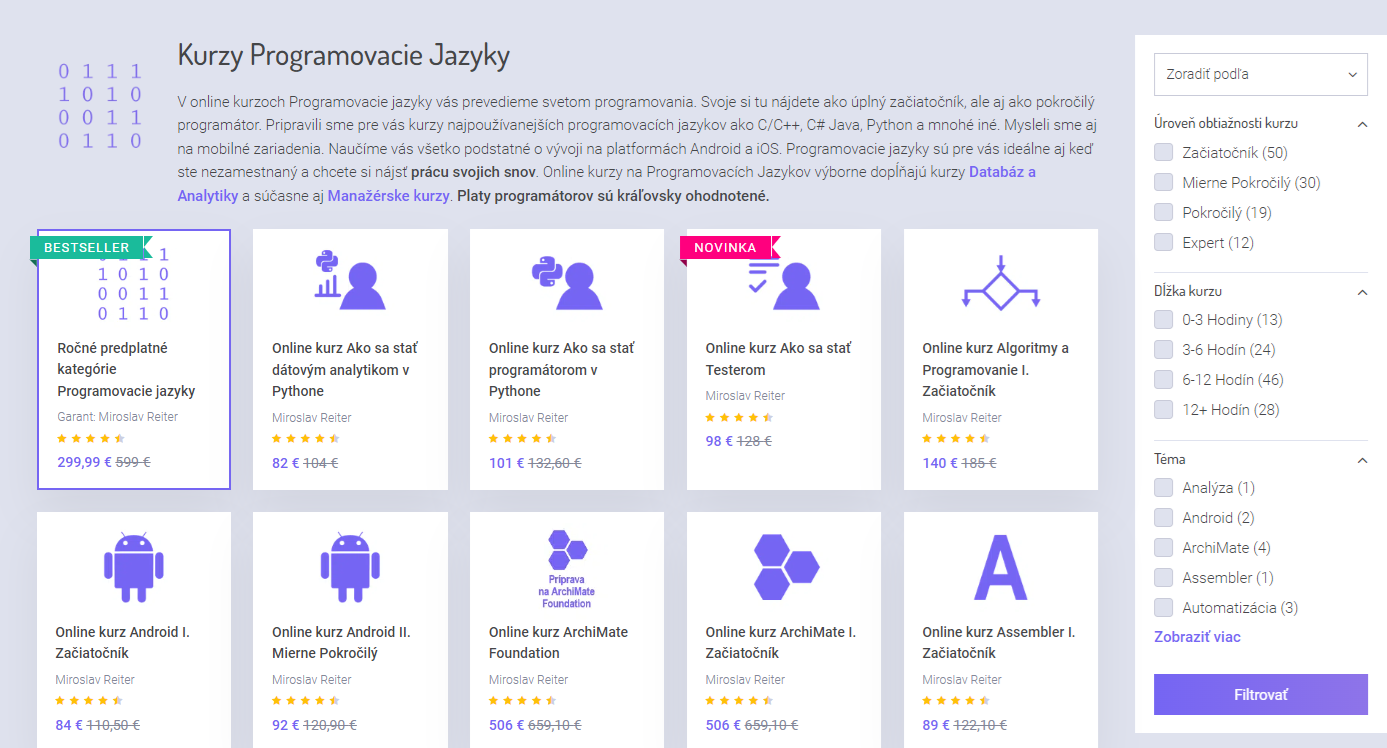 0 1 1 1
1 0 1 0
0 0 1 1
0 1 1 0
Kurzy Programovacie Jazyky
V online kurzoch Programovacie jazyky vás prevedieme svetom programovania. Svoje si tu nájdete ako úplný začiatočník, ale aj ako pokročilý
programátor. Pripravili sme pre vás kurzy najpoužívanejších programovacích jazykov ako C/C++, C# Java, Python a mnohé iné. Mysleli sme aj
na mobilné zariadenia. Naučíme vás všetko podstatné o vývoji na platformách Android a iOS. Programovacie jazyky sú pre vás ideálne aj keď
ste nezamestnaný a chcete si nájsť prácu svojich snov. Online kurzy na Programovacích Jazykov výborne dopĺňajú kurzy Databáz a
Analytiky a súčasne aj Manažérske kurzy. Platy programátorov sú kráľovsky ohodnotené.
BESTSELLER
1
1 0 1 0
0 0 1 1
0 1 1 0
Ročné predplatné
kategórie
Programovacie jazyky
Garant: Miroslav Reiter
299,99 € 599 €
Online kurz Ako sa stať
dátovým analytikom v
Pythone
Miroslav Reiter
82 € 104 €
Online kurz Ako sa stať
programátorom v
Pythone
Miroslav Reiter
101 € 132,60 €
NOVINKA
Online kurz Ako sa stať
Testerom
Miroslav Reiter
98 € 128 €
Online kurz Algoritmy a
Programovanie I.
Začiatočník
Miroslav Reiter
140 € 185 €
Online kurz Android I.
Začiatočník
Miroslav Reiter
84 € 110,50 €
Online kurz Android II.
Mierne Pokročilý
Miroslav Reiter
92 € 120,90 €
Príprava
na ArchiMate
Foundation
Online kurz ArchiMate
Foundation
Miroslav Reiter
506 € 659,10 €
Online kurz ArchiMate I.
Začiatočník
Miroslav Reiter
506 € 659,10 €
A
Online kurz Assembler I.
Začiatočník
Miroslav Reiter
89 € 122,10 €
Zoradiť podľa
Úroveň obtiažnosti kurzu
Začiatočník (50)
Mierne Pokročilý (30)
Pokročilý (19)
Expert (12)
Dĺžka kurzu
0-3 Hodiny (13)
3-6 Hodín (24)
6-12 Hodín (46)
12+ Hodín (28)
Téma
Analýza (1)
Android (2)
ArchiMate (4)
Assembler (1)
Automatizácia (3)
Zobraziť viac
Filtrovať